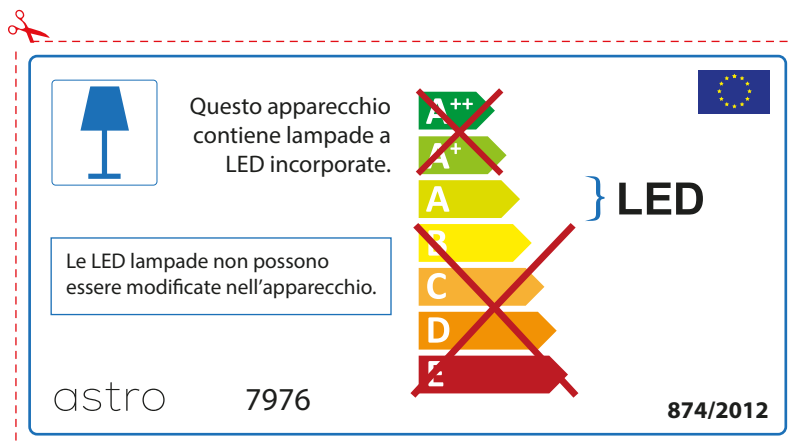 Questo apparecchio
contiene lampade a
LED incorporate.
A++
A+
A
B
C
D
E
LED
Le LED lampade non possono
essere modificate nell'apparecchio.
astro
7976
874/2012